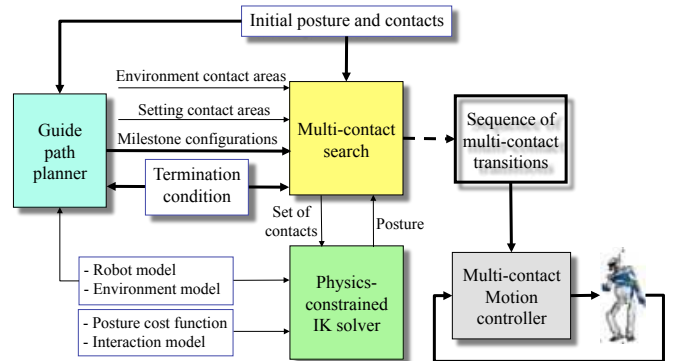 Initial posture and contacts
Environment contact areas
Setting contact areas
Milestone configurations
Guide
path
planner
Multi-contact
search
Sequence of
multi-contact
transitions
Termination
condition
Set of
contacts
Posture
- Robot model
- Environment model
- Posture cost function
- Interaction model
Physics-
constrained
IK solver
Multi-contact
Motion
controller